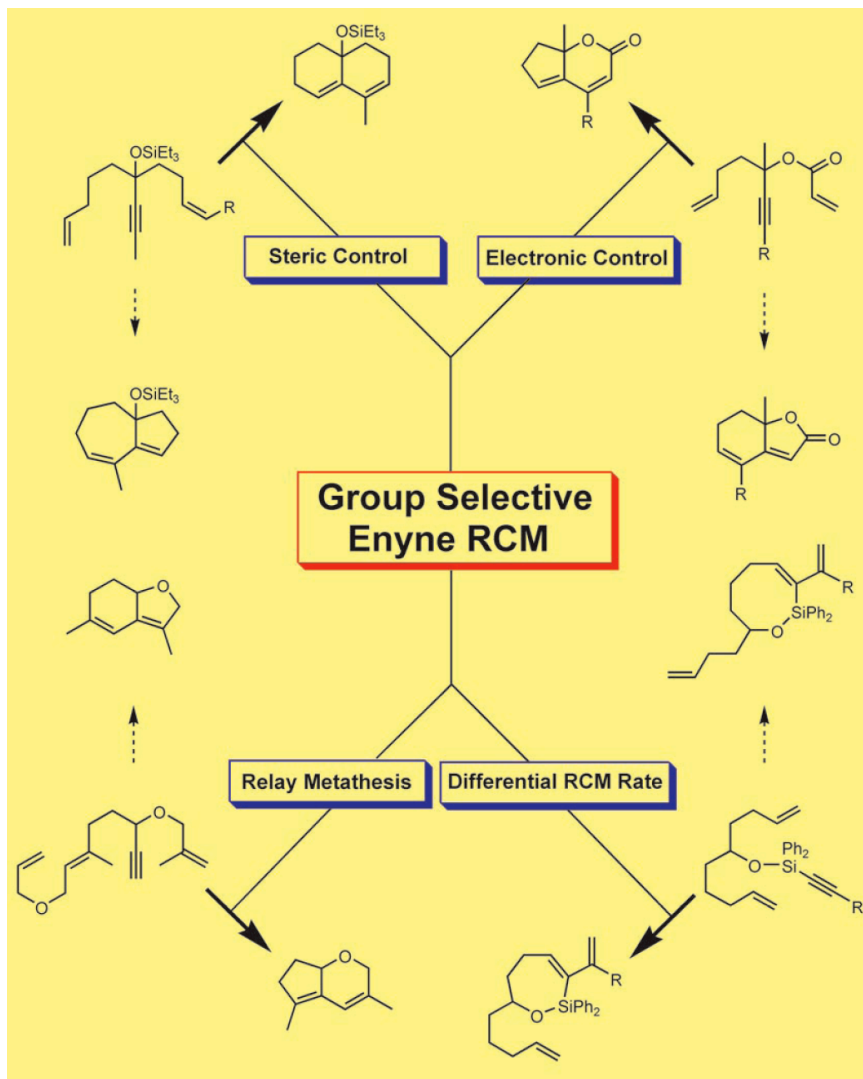 OSiEt3
O
O
R
OSiEt3
R
O
O
R
Steric Control
Electronic Control
OSiEt3
O
O
R
Group Selective
Enyne RCM
O
R
SiPh2
O
Relay Metathesis
Differential RCM Rate
O
O
Ph2
O
Si
R
O
R
SiPh2
O